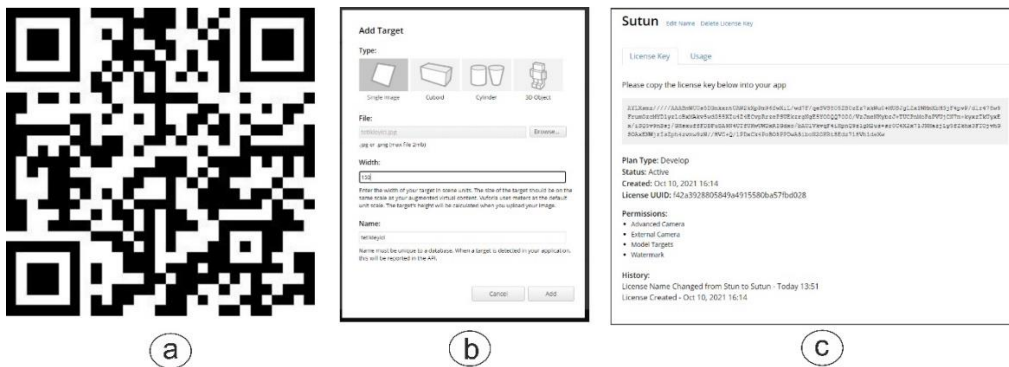 Add Target
Type:
Single Image Cuboid Cylinder 3D Object
File:
Browse...
.jpg or .png (max file 2mb)
Width:
Enter the width of your target in scene units. The size of the target should be on the
same scale as your augmented virtual content. Vuforia uses meters as the default
unit scale. The target's height will be calculated when you upload your image.
Name:
Name must be unique to a database. When a target is detected in your application,
this will be reported in the API.
Cancel Add
b
a
Sutun Edit Name Delete License Key
License Key Usage
Please copy the license key below into your app
Plan Type: Develop
Status: Active
Created: Oct 10, 2021 16:14
License UUID: f42a3928805849a4915580ba57fbd028
Permissions:
• Advanced Camera
• External Camera
• Model Targets
• Watermark
History:
License Name Changed from Stun to Sutun - Today 13:51
License Created - Oct 10, 2021 16:14
c